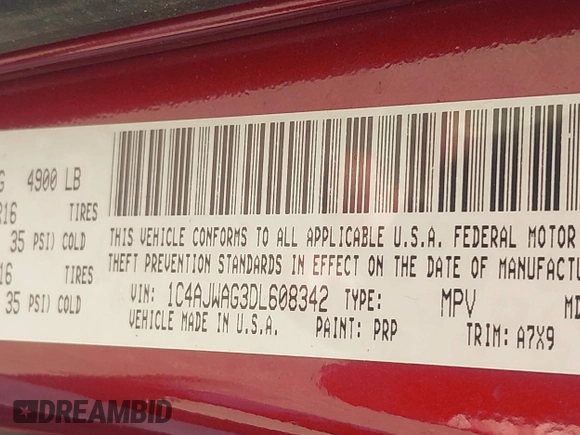 G 4900 LB
R16 TIRES
35 PSI) COLD
16 TIRES
35 PSI) COLD
THIS VEHICLE CONFORMS TO ALL APPLICABLE U.S.A. FEDERAL MOTOR
THEFT PREVENTION STANDARDS IN EFFECT ON THE DATE OF MANUFACTU
VIN: 1C4AJWAG3DL608342 TYPE: MPV MD
VEHICLE MADE IN U.S.A. PAINT: PRP TRIM: A7X9
DREAMBID